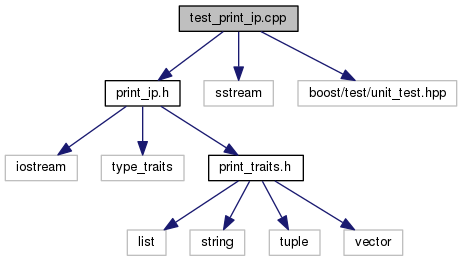 test_print_ip.cpp
print_ip.h
sstream
boost/test/unit_test.hpp
iostream
type_traits
print_traits.h
list
string
tuple
vector